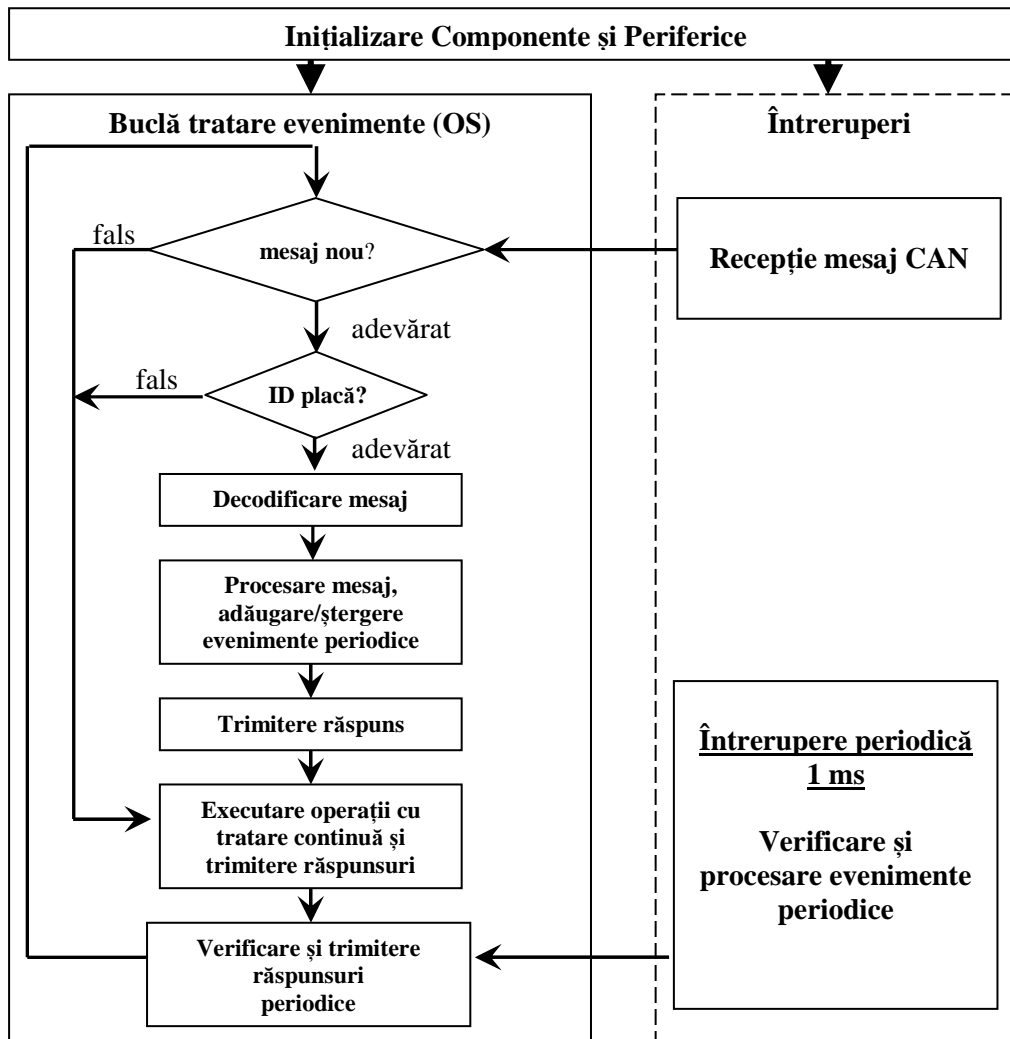 Inițializare Componente și Periferice
Buclă tratare evenimente (OS)
mesaj nou?
fals
adevărat
ID placă?
fals
adevărat
Decodificare mesaj
Procesare mesaj,
adăugare/ștergere
evenimente periodice
Trimitere răspuns
Executare operații cu
tratare continuă și
trimitere răspunsuri
Verificare și trimitere
răspunsuri
periodice
Întreruperi
Recepție mesaj CAN
Întrerupere periodică
1 ms
Verificare și
procesare evenimente
periodice